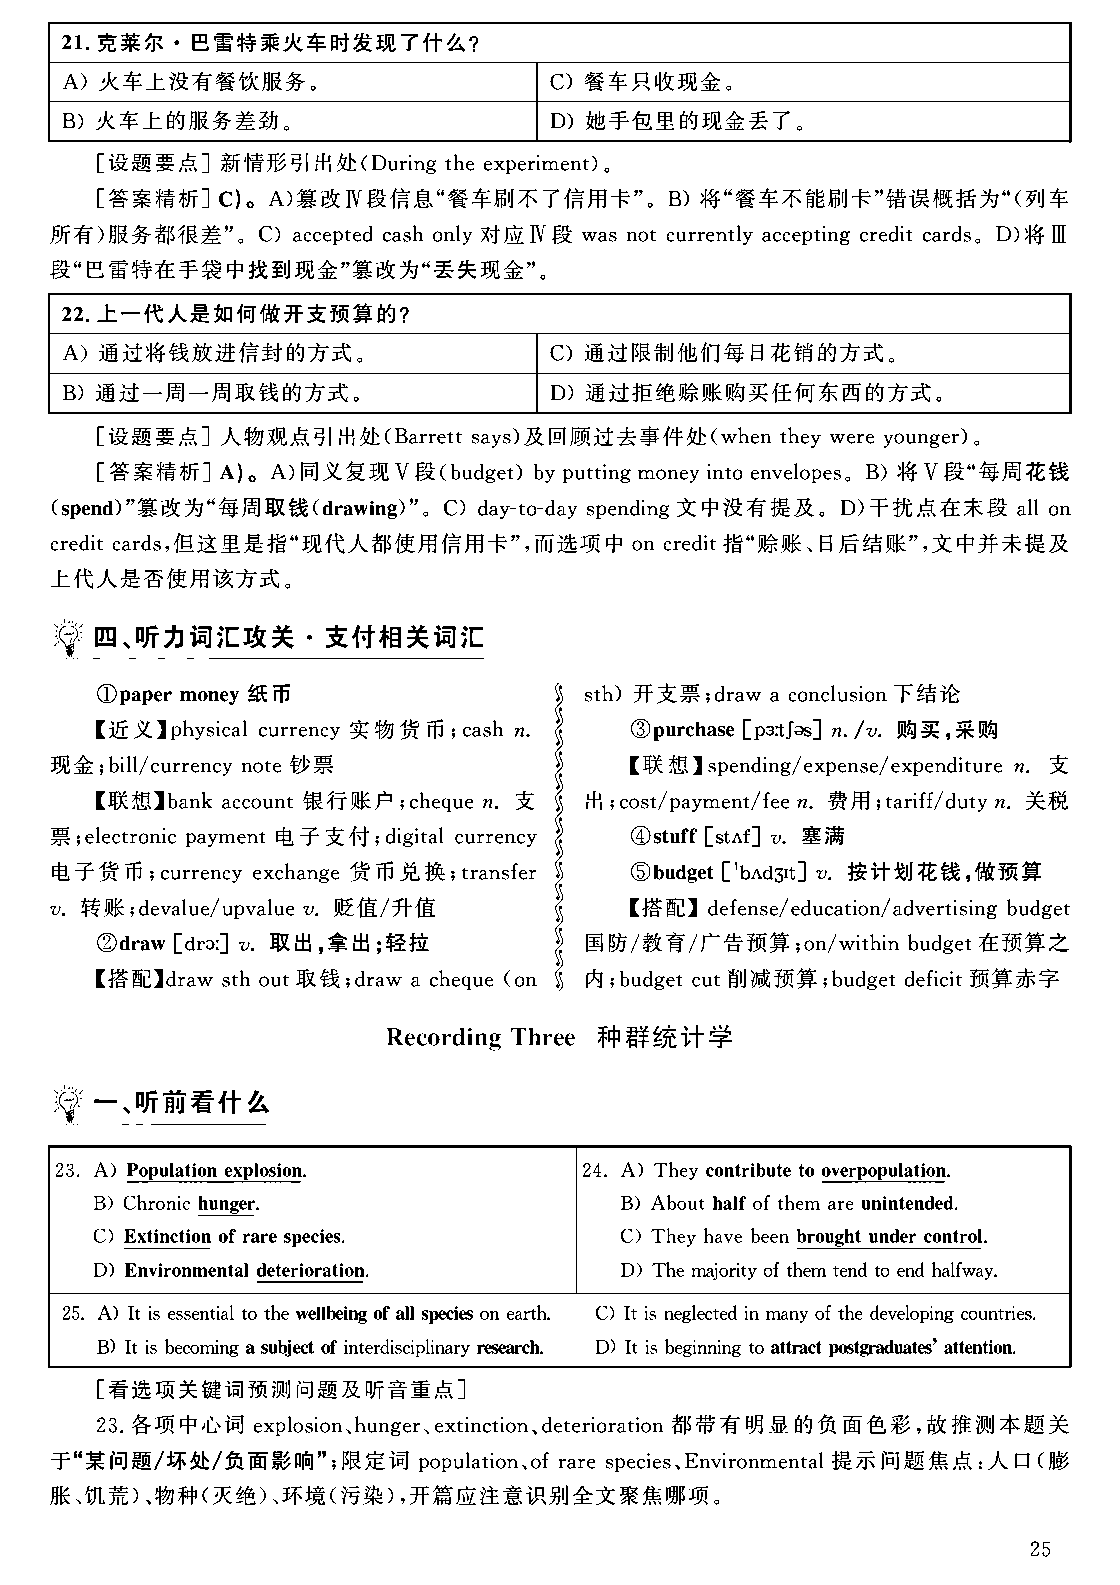 21. 克莱尔·巴雷特乘火车时发现了什么?
A) 火车上没有餐饮服务。
C) 餐车只收现金。
B) 火车上的服务差劲。
D) 她手包里的现金丢了。
[设题要点] 新情形引出处(During the experiment)。
[答案精析] C)。A)篡改Ⅳ段信息“餐车刷不了信用卡”。B) 将“餐车不能刷卡”错误概括为“(列车
所有)服务都很差”。C) accepted cash only 对应Ⅳ段 was not currently accepting credit cards。D)将Ⅲ
段“巴雷特在手袋中找到现金”篡改为“丢失现金”。
22. 上一代人是如何做开支预算的?
A) 通过将钱放进信封的方式。
C) 通过限制他们每日花销的方式。
B) 通过一周一周取钱的方式。
D) 通过拒绝赊账购买任何东西的方式。
[设题要点] 人物观点引出处(Barrett says)及回顾过去事件处(when they were younger)。
[答案精析] A)。A)同义复现Ⅴ段(budget) by putting money into envelopes。B) 将Ⅴ段“每周花钱
(spend)”篡改为“每周取钱(drawing)”。C) day-to-day spending 文中没有提及。D)干扰点在末段 all on
credit cards,但这里是指“现代人都使用信用卡”,而选项中 on credit 指“赊账、日后结账”,文中并未提及
上代人是否使用该方式。
四、听力词汇攻关·支付相关词汇
①paper money 纸币
【近义】physical currency 实物货币;cash n.
现金;bill/currency note 钞票
【联想】bank account 银行账户;cheque n. 支
票;electronic payment 电子支付;digital currency
电子货币;currency exchange 货币兑换;transfer
v. 转账;devalue/upvalue v. 贬值/升值
②draw [drɔː] v. 取出,拿出;轻拉
【搭配】draw sth out 取钱;draw a cheque (on
sth) 开支票;draw a conclusion 下结论
③purchase [pɜːtʃəs] n. /v. 购买,采购
【联想】spending/expense/expenditure n. 支
出;cost/payment/fee n. 费用;tariff/duty n. 关税
④stuff [stʌf] v. 塞满
⑤budget [ˈbʌdʒɪt] v. 按计划花钱,做预算
【搭配】defense/education/advertising budget
国防/教育/广告预算;on/within budget 在预算之
内;budget cut 削减预算;budget deficit 预算赤字
Recording Three 种群统计学
一、听前看什么
23. A) Population explosion.
B) Chronic hunger.
C) Extinction of rare species.
D) Environmental deterioration.
24. A) They contribute to overpopulation.
B) About half of them are unintended.
C) They have been brought under control.
D) The majority of them tend to end halfway.
25. A) It is essential to the wellbeing of all species on earth.
C) It is neglected in many of the developing countries.
B) It is becoming a subject of interdisciplinary research.
D) It is beginning to attract postgraduates’ attention.
[看选项关键词预测问题及听音重点]
23. 各项中心词 explosion、hunger、extinction、deterioration 都带有明显的负面色彩,故推测本题关
于“某问题/坏处/负面影响”;限定词 population、of rare species、Environmental 提示问题焦点:人口(膨
胀、饥荒)、物种(灭绝)、环境(污染),开篇应注意识别全文聚焦哪项。
25